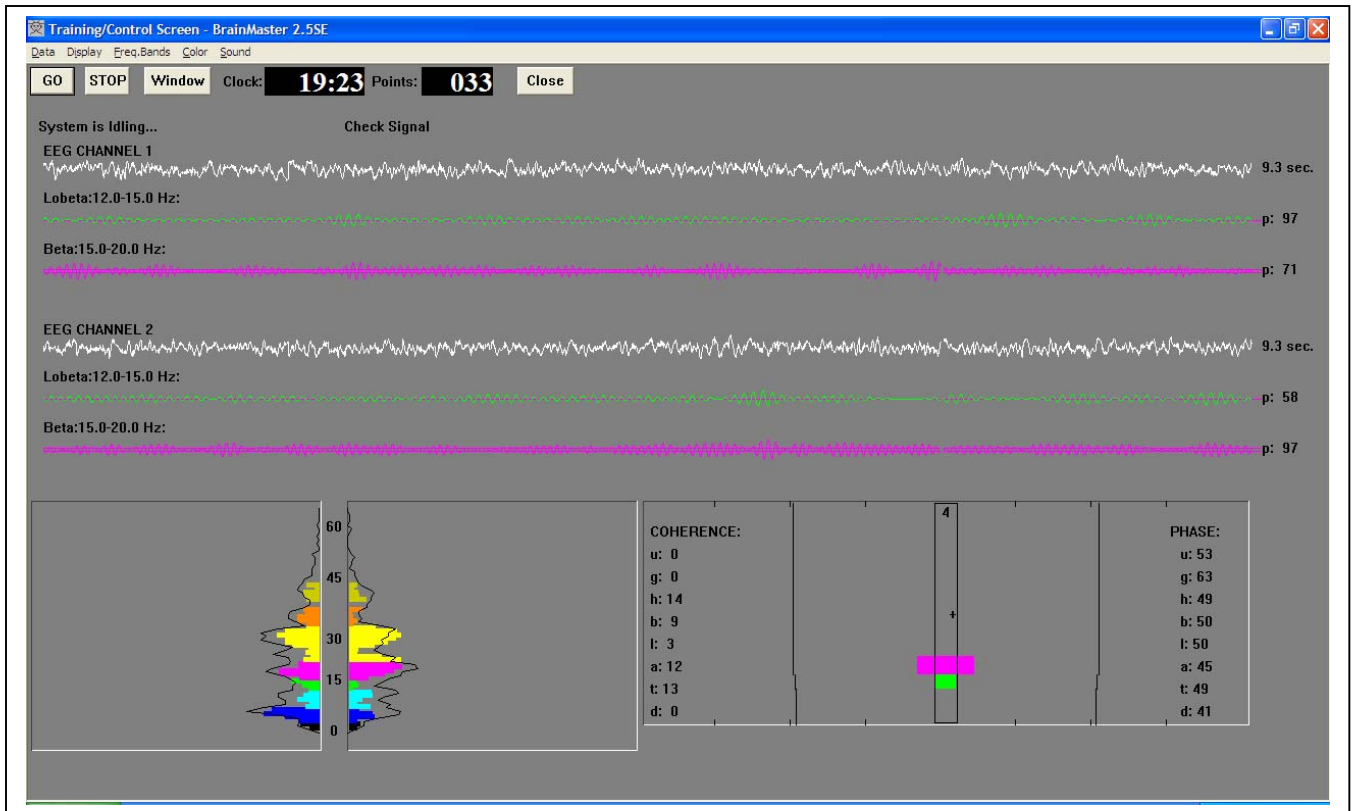 Training/Control Screen - BrainMaster 2.5SE
Data Display Freq.Bands Color Sound
GO STOP Window Clock: 19:23 Points: 033 Close
System is Idling... Check Signal
EEG CHANNEL 1
9.3 sec.
Lobeta:12.0-15.0 Hz:
p: 97
Beta:15.0-20.0 Hz:
p: 71
EEG CHANNEL 2
9.3 sec.
Lobeta:12.0-15.0 Hz:
p: 58
Beta:15.0-20.0 Hz:
p: 97
60
45
30
15
0
4
COHERENCE:
u: 0
g: 0
h: 14
b: 9
l: 3
a: 12
t: 13
d: 0
PHASE:
u: 53
g: 63
h: 49
b: 50
l: 50
a: 45
t: 49
d: 41